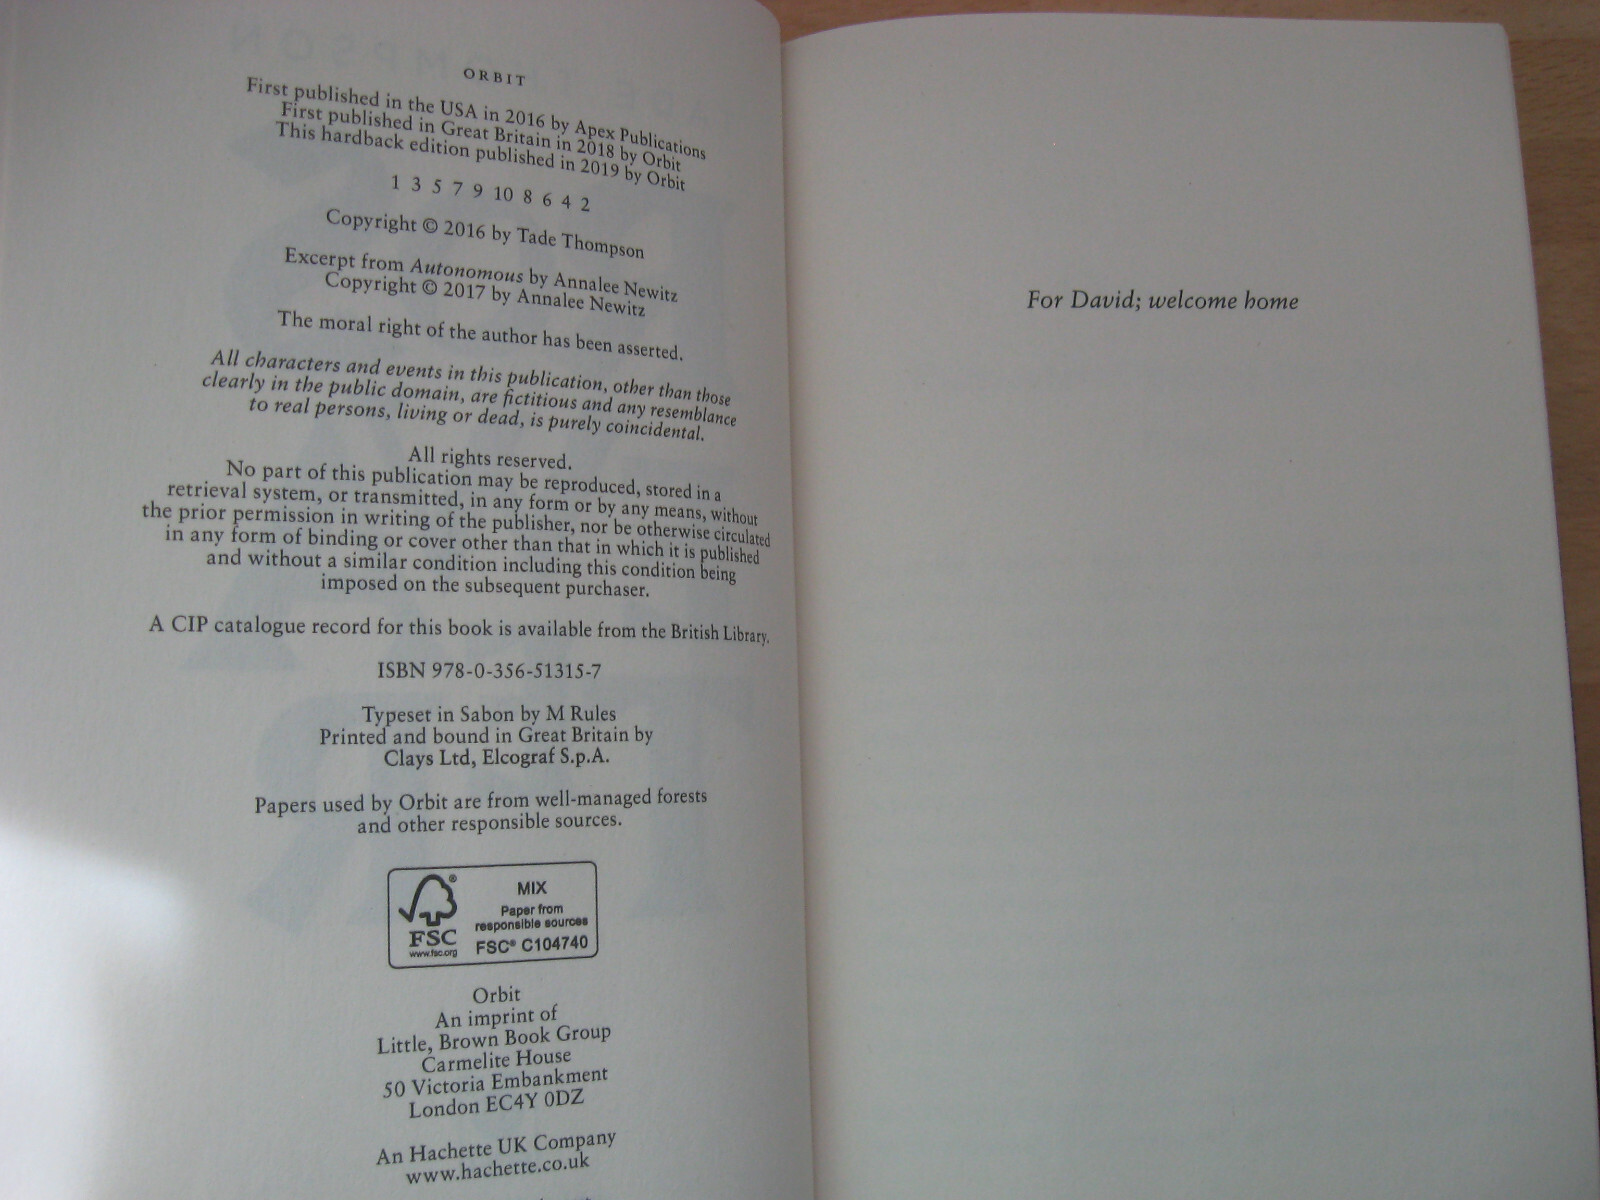 ORBIT
First published in the USA in 2016 by Apex Publications
First published in Great Britain in 2018 by Orbit
This hardback edition published in 2019 by Orbit
1 3 5 7 9 10 8 6 4 2
Copyright © 2016 by Tade Thompson
Excerpt from Autonomous by Annalee Newitz
Copyright © 2017 by Annalee Newitz
The moral right of the author has been asserted.
All characters and events in this publication, other than those
clearly in the public domain, are fictitious and any resemblance
to real persons, living or dead, is purely coincidental.
All rights reserved.
No part of this publication may be reproduced, stored in a
retrieval system, or transmitted, in any form or by any means, without
the prior permission in writing of the publisher, nor be otherwise circulated
in any form of binding or cover other than that in which it is published
and without a similar condition including this condition being
imposed on the subsequent purchaser.
A CIP catalogue record for this book is available from the British Library.
ISBN 978-0-356-51315-7
Typeset in Sabon by M Rules
Printed and bound in Great Britain by
Clays Ltd, Elcograf S.p.A.
Papers used by Orbit are from well-managed forests
and other responsible sources.
FSC
www.fsc.org
MIX
Paper from
responsible sources
FSC® C104740
Orbit
An imprint of
Little, Brown Book Group
Carmelite House
50 Victoria Embankment
London EC4Y 0DZ
An Hachette UK Company
www.hachette.co.uk
For David; welcome home